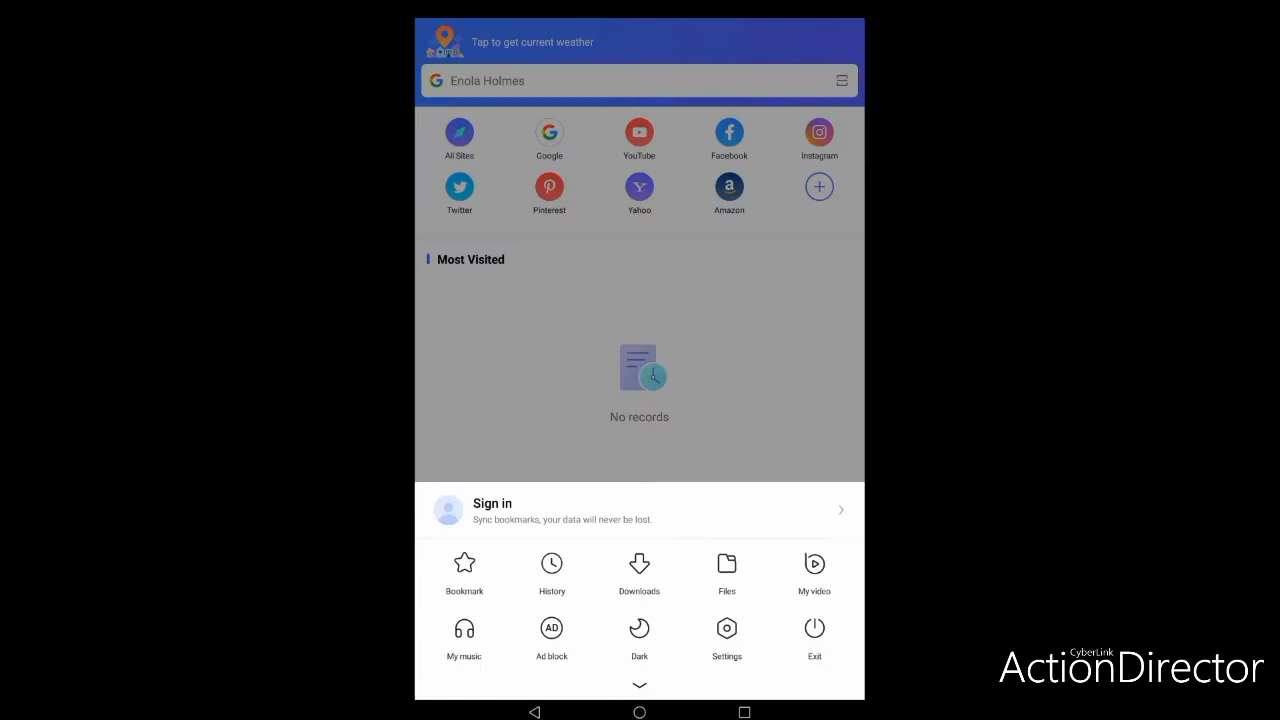 Tap to get current weather
Enola Holmes
All Sites
Google
YouTube
Facebook
Instagram
Twitter
Pinterest
Yahoo
Amazon
Most Visited
No records
Sign in
Sync bookmarks, your data will never be lost.
Bookmark
History
Downloads
Files
My video
My music
AD
Ad block
Dark
Settings
Exit
CyberLink
ActionDirector